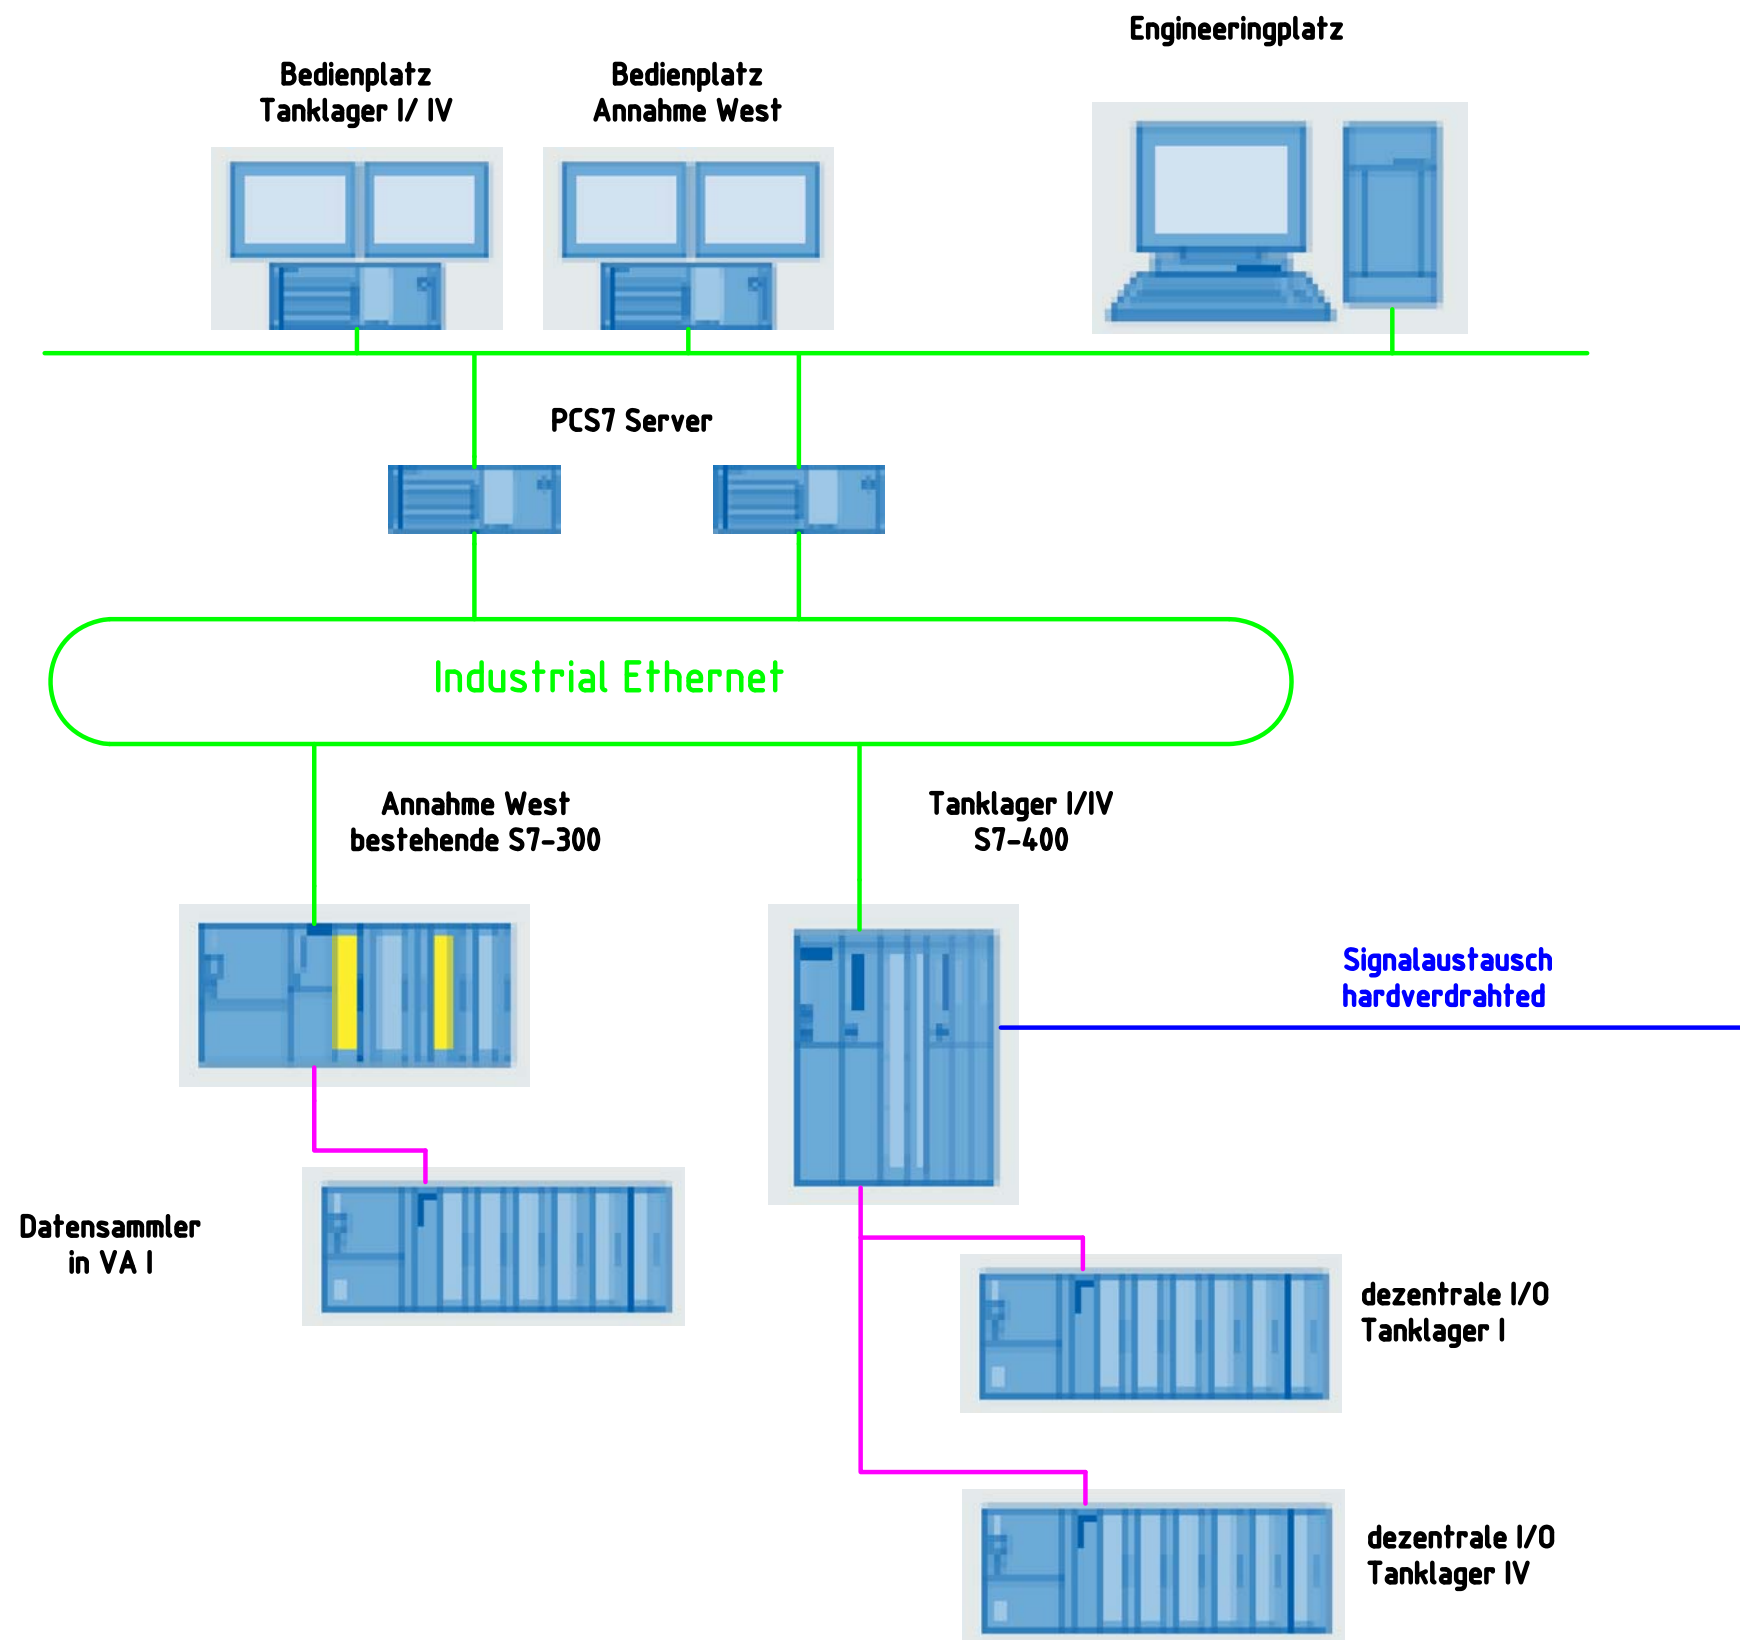 Engineeringplatz
Bedienplatz
Tanklager I/ IV
Bedienplatz
Annahme West
PCS7 Server
Industrial Ethernet
Annahme West
bestehende S7-300
Tanklager I/IV
S7-400
Signalaustausch
hardverdrahted
Datensammler
in VA I
dezentrale I/O
Tanklager I
dezentrale I/O
Tanklager IV